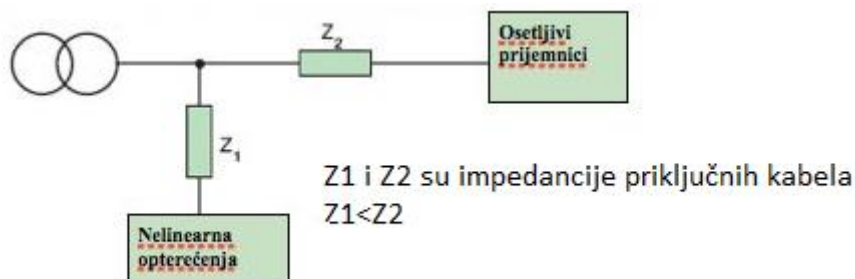 Z2
Osetljivi
prijemnici
Z1
Z1 i Z2 su impedancije priključnih kabela
Z1<Z2
Nelinearna
opterećenja